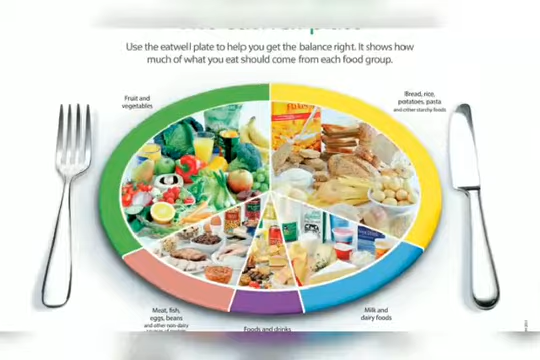 Use the eatwell plate to help you get the balance right. It shows how
much of what you eat should come from each food group.
Fruit and
vegetables
Bread, rice,
potatoes, pasta
and other starchy foods
Meat, fish,
eggs, beans
and other non-dairy
Milk and
dairy foods
Foods and drinks